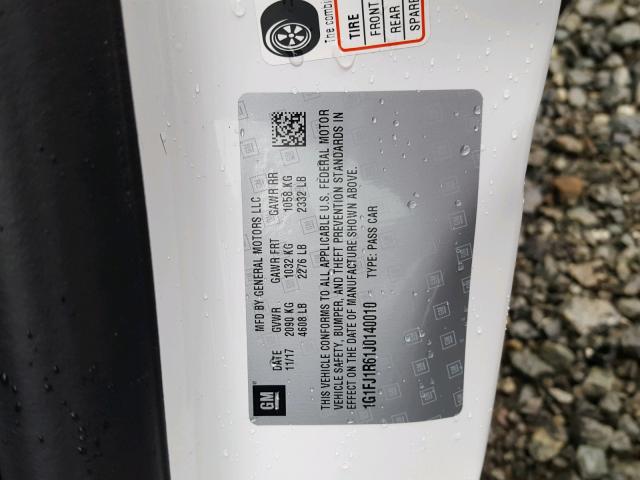 The combi
TIRE
FRONT
REAR
SPARE
MFD BY GENERAL MOTORS LLC
DATE GVWR GAWR FRT GAWR RR
11/17 2090 KG 1032 KG 1058 KG
4608 LB 2276 LB 2332 LB
THIS VEHICLE CONFORMS TO ALL APPLICABLE U.S. FEDERAL MOTOR
VEHICLE SAFETY, BUMPER, AND THEFT PREVENTION STANDARDS IN
EFFECT ON THE DATE OF MANUFACTURE SHOWN ABOVE.
1G1FJ1R61J0140010 TYPE: PASS CAR
GM